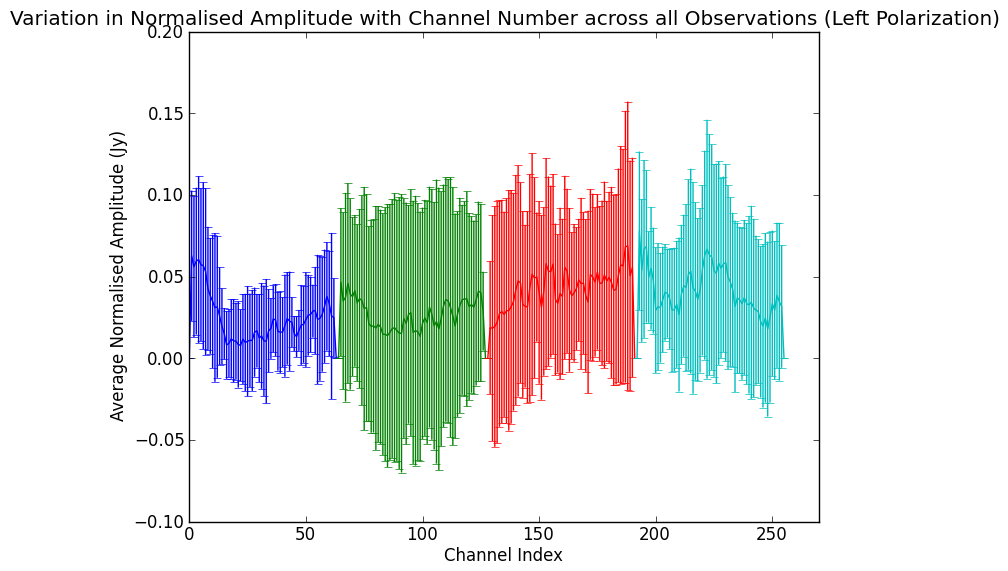 Variation in Normalised Amplitude with Channel Number across all Observations (Left Polarization)
0.20
0.15
0.10
0.05
0.00
−0.05
−0.10
Average Normalised Amplitude (Jy)
0 50 100 150 200 250
Channel Index